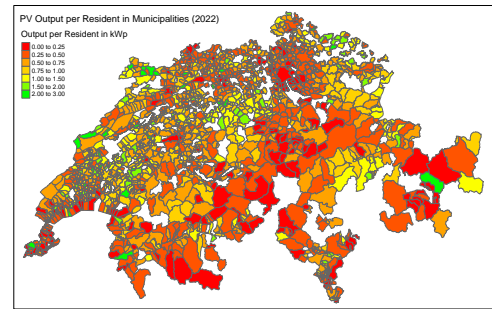 PV Output per Resident in Municipalities (2022)
Output per Resident in kWp
0.00 to 0.25
0.25 to 0.50
0.50 to 0.75
0.75 to 1.00
1.00 to 1.50
1.50 to 2.00
2.00 to 3.00